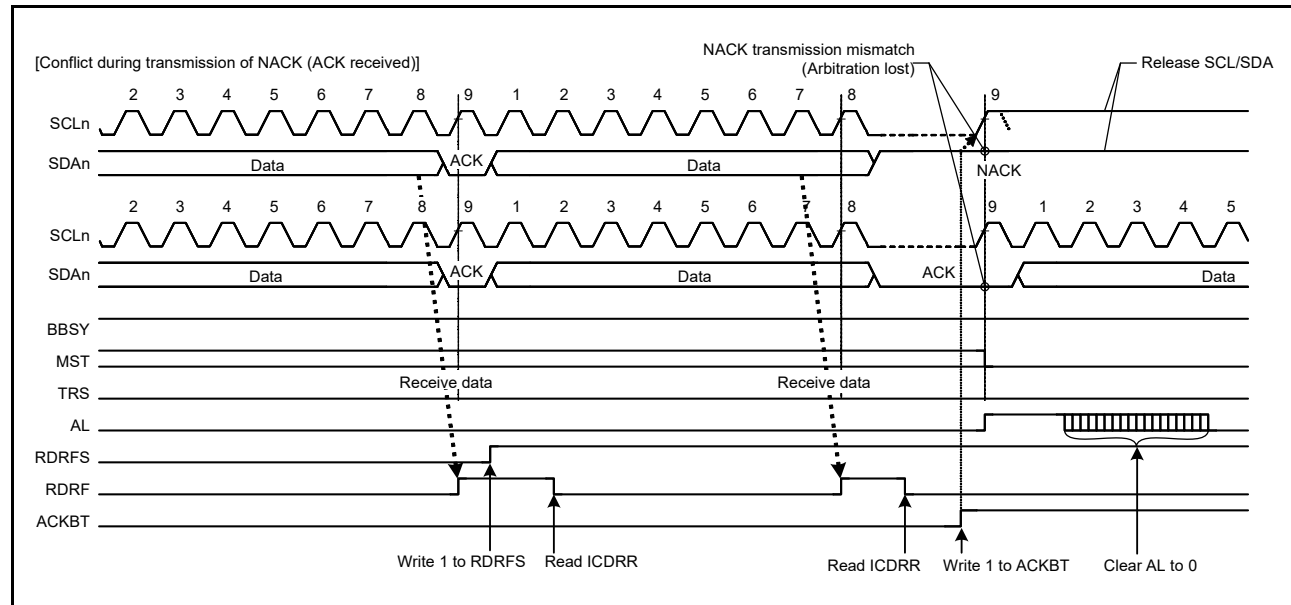 [Conflict during transmission of NACK (ACK received)]
NACK transmission mismatch
(Arbitration lost)
Release SCL/SDA
2 3 4 5 6 7 8 9 1 2 3 4 5 6 7 8 9
SCLn
SDAn Data ACK Data NACK
2 3 4 5 6 7 8 9 1 2 3 4 5 6 7 8 9 1 2 3 4 5
SCLn
SDAn Data ACK Data ACK Data
BBSY
MST
Receive data Receive data
TRS
AL
RDRFS
RDRF
ACKBT
Write 1 to RDRFS Read ICDRR Read ICDRR Write 1 to ACKBT Clear AL to 0